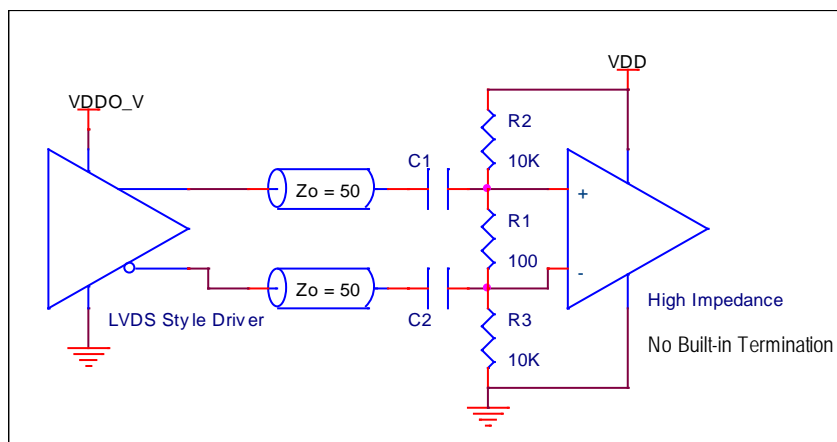 VDD
VDDO_V
R2
10K
C1
Zo = 50
+
R1
100
-
Zo = 50
C2
LVDS Style Driver
R3
10K
High Impedance
No Built-in Termination